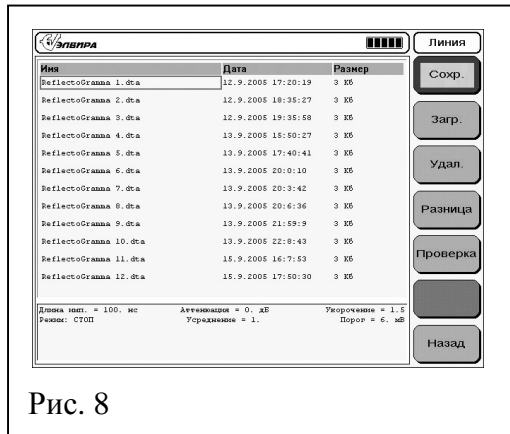 ЭЛВИРА
Линия
Имя Дата Размер
ReflectoGramma 1.dta 12.9.2005 17:20:19 3 Кб
ReflectoGramma 2.dta 12.9.2005 18:35:27 3 Кб
ReflectoGramma 3.dta 12.9.2005 19:35:58 3 Кб
ReflectoGramma 4.dta 13.9.2005 15:50:27 3 Кб
ReflectoGramma 5.dta 13.9.2005 17:40:41 3 Кб
ReflectoGramma 6.dta 13.9.2005 20:0:10 3 Кб
ReflectoGramma 7.dta 13.9.2005 20:3:42 3 Кб
ReflectoGramma 8.dta 13.9.2005 20:6:36 3 Кб
ReflectoGramma 9.dta 13.9.2005 21:59:9 3 Кб
ReflectoGramma 10.dta 13.9.2005 22:8:43 3 Кб
ReflectoGramma 11.dta 15.9.2005 16:7:53 3 Кб
ReflectoGramma 12.dta 15.9.2005 17:50:30 3 Кб
Длина имп. = 100. нс Аттенюация = 0. дБ Укорочение = 1.5
Режим: СТОП Усреднение = 1. Порог = 6. мВ
Сохр.
Загр.
Удал.
Разница
Проверка
Назад
Рис. 8